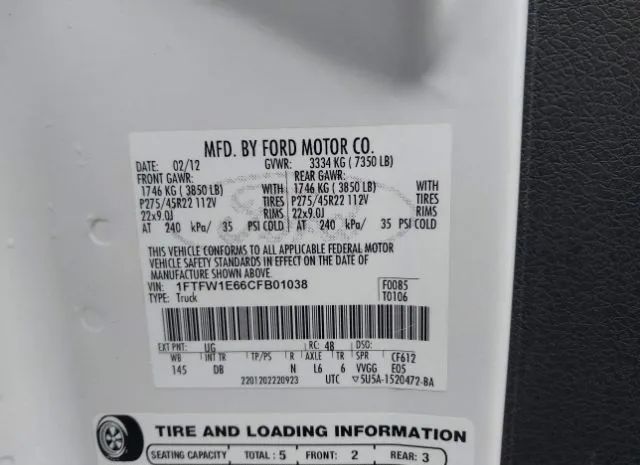 MFD. BY FORD MOTOR CO.
DATE: 02/12 GVWR: 3334 KG ( 7350 LB)
FRONT GAWR: REAR GAWR:
1746 KG ( 3850 LB) WITH 1746 KG ( 3850 LB) WITH
P275/45R22 112V TIRES P275/45R22 112V TIRES
22x9.0J RIMS 22x9.0J RIMS
AT 240 kPa/ 35 PSI COLD AT 240 kPa/ 35 PSI COLD
Ford
THIS VEHICLE CONFORMS TO ALL APPLICABLE FEDERAL MOTOR
VEHICLE SAFETY STANDARDS IN EFFECT ON THE DATE OF
MANUFACTURE SHOWN ABOVE.
VIN: 1FTFW1E66CFB01038 F0085
TYPE: Truck T0106
EXT PNT: UG RC: 48 DSO:
WB INT TR TP/PS R AXLE TR SPR CF612
145 DB N L6 6 VVGG E05
2201202220923 UTC 5U5A-1520472-BA
TIRE AND LOADING INFORMATION
SEATING CAPACITY TOTAL: 5 FRONT: 2 REAR: 3